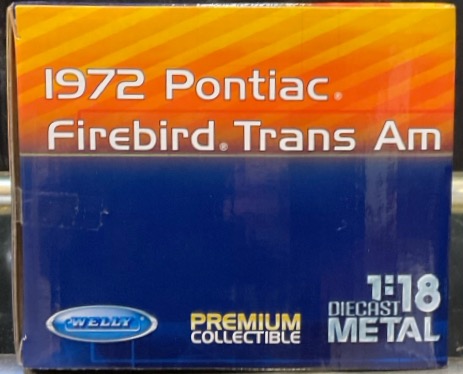 1972 Pontiac®
Firebird® Trans Am
WELLY
PREMIUM
COLLECTIBLE
1:18
DIECAST
METAL